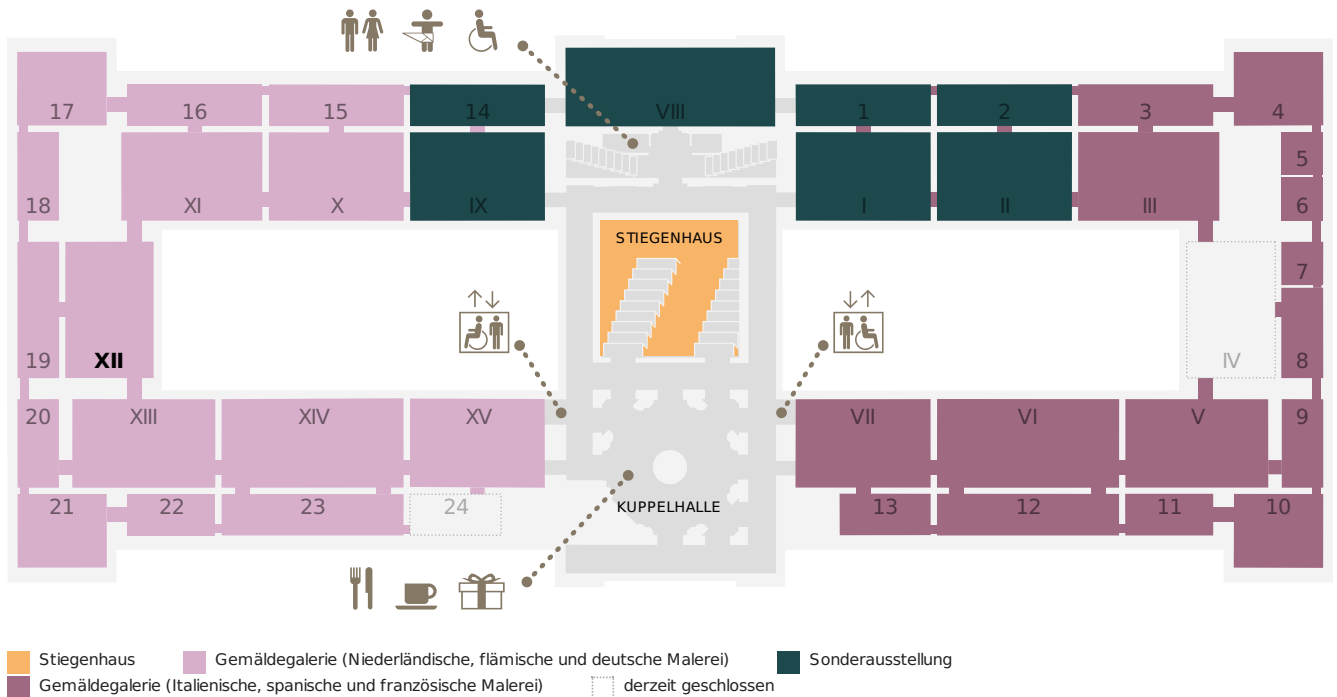 17
16
15
14
VIII
1
2
3
4
5
18
XI
X
IX
I
II
III
6
STIEGENHAUS
7
19
XII
IV
8
20
XIII
XIV
XV
VII
VI
V
9
21
22
23
24
KUPPELHALLE
13
12
11
10
Stiegenhaus
Gemäldegalerie (Niederländische, flämische und deutsche Malerei)
Sonderausstellung
Gemäldegalerie (Italienische, spanische und französische Malerei)
derzeit geschlossen